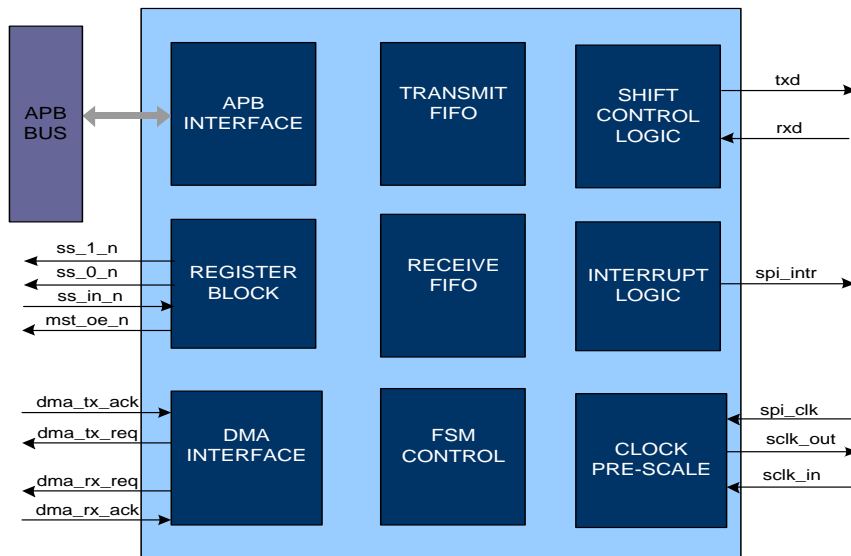 APB
BUS
APB
INTERFACE
TRANSMIT
FIFO
SHIFT
CONTROL
LOGIC
txd
rxd
ss_1_n
ss_0_n
ss_in_n
mst_oe_n
REGISTER
BLOCK
RECEIVE
FIFO
INTERRUPT
LOGIC
spi_intr
dma_tx_ack
dma_tx_req
dma_rx_req
dma_rx_ack
DMA
INTERFACE
FSM
CONTROL
CLOCK
PRE-SCALE
spi_clk
sclk_out
sclk_in